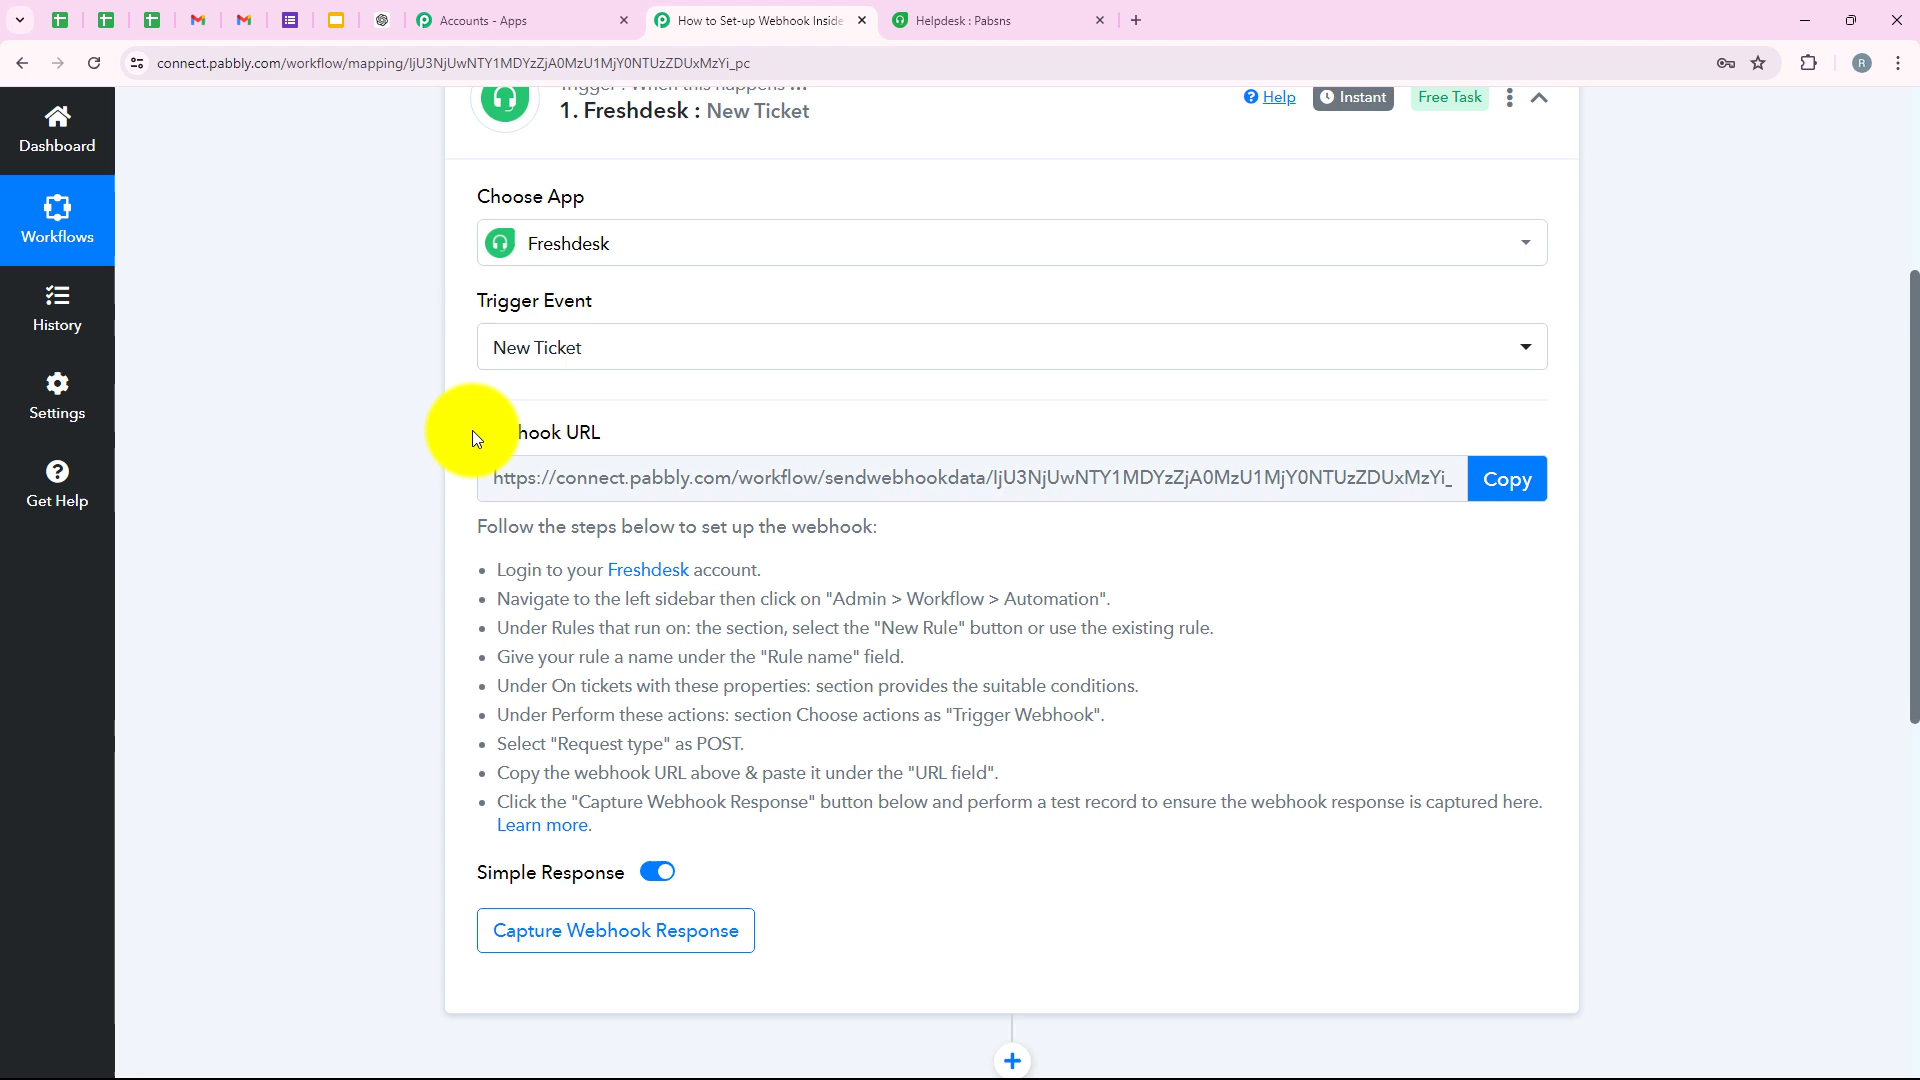 Accounts - Apps
How to Set-up Webhook Inside
Helpdesk : Pabsns
connect.pabbly.com/workflow/mapping/IjU3NjUwNTY1MDYzZjA0MzU1MjY0NTUzZDUxMzYi_pc
R
Dashboard
Workflows
History
Settings
Get Help
Trigger : When this happens ...
1. Freshdesk : New Ticket
Help
Instant
Free Task
Choose App
Freshdesk
Trigger Event
New Ticket
hook URL
https://connect.pabbly.com/workflow/sendwebhookdata/IjU3NjUwNTY1MDYzZjA0MzU1MjY0NTUzZDUxMzYi_
Copy
Follow the steps below to set up the webhook:
• Login to your Freshdesk account.
• Navigate to the left sidebar then click on "Admin > Workflow > Automation".
• Under Rules that run on: the section, select the "New Rule" button or use the existing rule.
• Give your rule a name under the "Rule name" field.
• Under On tickets with these properties: section provides the suitable conditions.
• Under Perform these actions: section Choose actions as "Trigger Webhook".
• Select "Request type" as POST.
• Copy the webhook URL above & paste it under the "URL field".
• Click the "Capture Webhook Response" button below and perform a test record to ensure the webhook response is captured here.
Learn more.
Simple Response
Capture Webhook Response